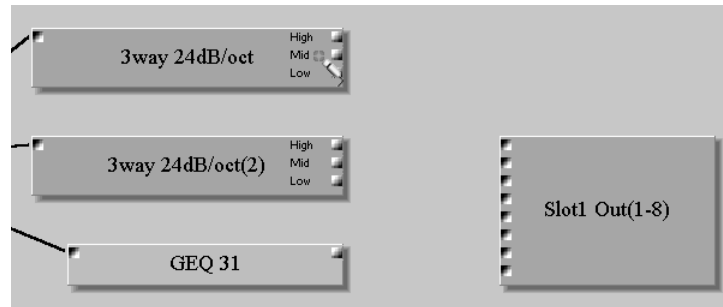 3way 24dB/oct
High
Mid
Low
3way 24dB/oct(2)
High
Mid
Low
GEQ 31
Slot1 Out(1-8)